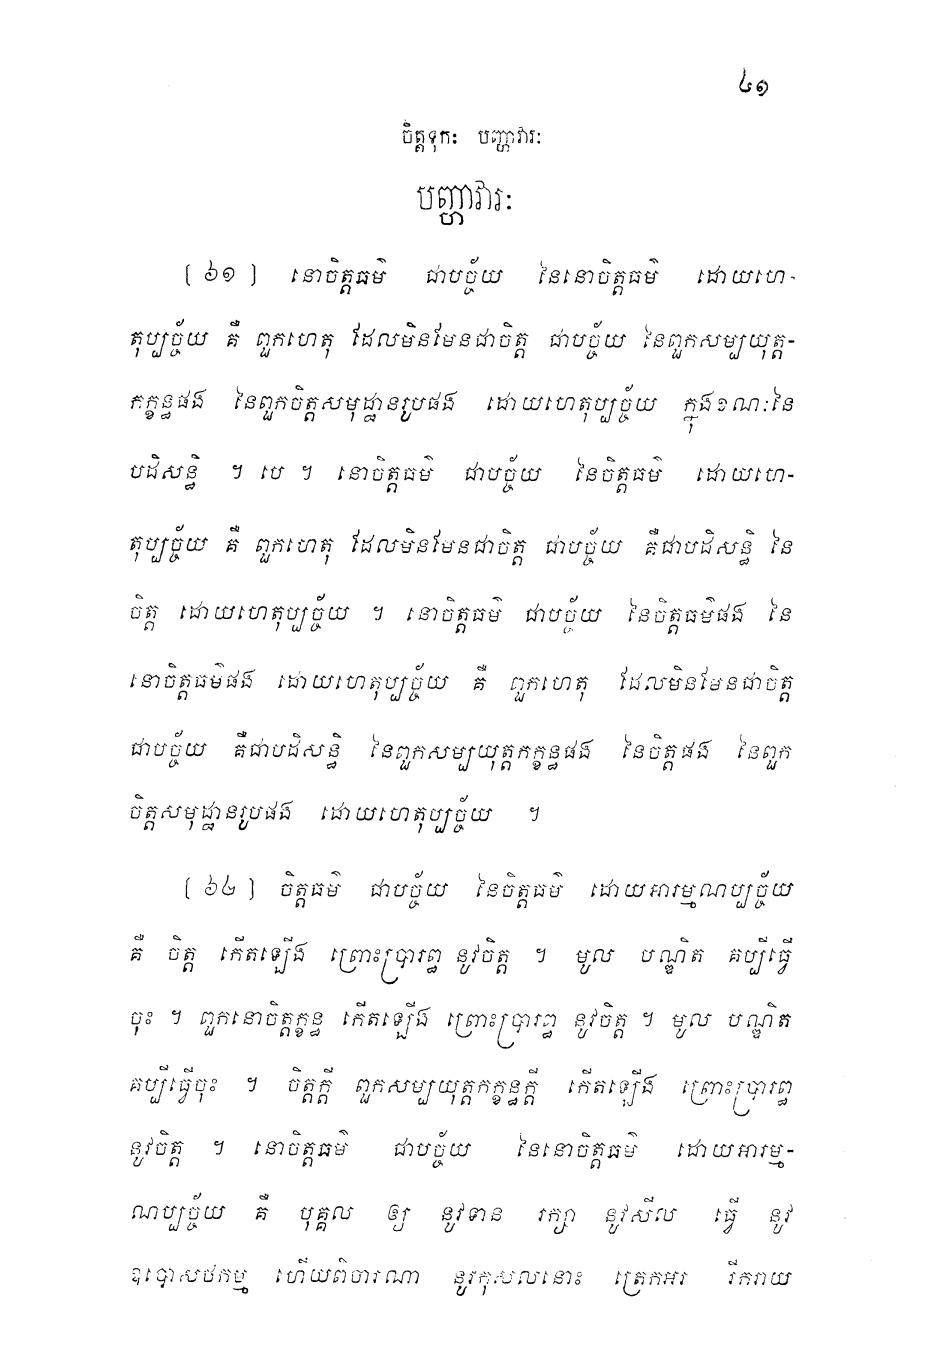 ៤១
ចិត្តទុកៈ បញ្ហាវារៈ
បញ្ហាវារៈ
[ ៦១ ] នោចិត្តធម៌ ជាបច្ច័យ នៃនោចិត្តធម៌ ដោយហេ-
តុប្បច្ច័យ គឺ ពួកហេតុ ដែលមិនមែនជាចិត្ត ជាបច្ច័យ នៃពួកសម្បយុត្ត-
កក្ខន្ធផង នៃពួកចិត្តសមុដ្ឋានរូបផង ដោយហេតុប្បច្ច័យ ក្នុងខណៈនៃ
បដិសន្ធិ ។ បេ ។ នោចិត្តធម៌ ជាបច្ច័យ នៃចិត្តធម៌ ដោយហេ-
តុប្បច្ច័យ គឺ ពួកហេតុ ដែលមិនមែនជាចិត្ត ជាបច្ច័យ គឺជាបដិសន្ធិ នៃ
ចិត្ត ដោយហេតុប្បច្ច័យ ។ នោចិត្តធម៌ ជាបច្ច័យ នៃចិត្តធម៌ផង នៃ
នោចិត្តធម៌ផង ដោយហេតុប្បច្ច័យ គឺ ពួកហេតុ ដែលមិនមែនជាចិត្ត
ជាបច្ច័យ គឺជាបដិសន្ធិ នៃពួកសម្បយុត្តកក្ខន្ធផង នៃចិត្តផង នៃពួក
ចិត្តសមុដ្ឋានរូបផង ដោយហេតុប្បច្ច័យ ។
[ ៦៤ ] ចិត្តធម៌ ជាបច្ច័យ នៃចិត្តធម៌ ដោយអារម្មណប្បច្ច័យ
គឺ ចិត្ត កើតឡើង ព្រោះប្រារព្ធ នូវចិត្ត ។ មូល បណ្ឌិត គប្បីធ្វើ
ចុះ ។ ពួកនោចិត្តក្ខន្ធ កើតឡើង ព្រោះប្រារព្ធ នូវចិត្ត ។ មូល បណ្ឌិត
គប្បីធ្វើចុះ ។ ចិត្តក្តី ពួកសម្បយុត្តកក្ខន្ធក្តី កើតឡើង ព្រោះប្រារព្ធ
នូវចិត្ត ។ នោចិត្តធម៌ ជាបច្ច័យ នៃនោចិត្តធម៌ ដោយអារម្ម-
ណប្បច្ច័យ គឺ បុគ្គល ឲ្យ នូវទាន រក្សា នូវសីល ធ្វើ នូវ
ឧបោសថកម្ម ហើយពិចារណា នូវកុសលនោះ ត្រេកអរ រីករាយ